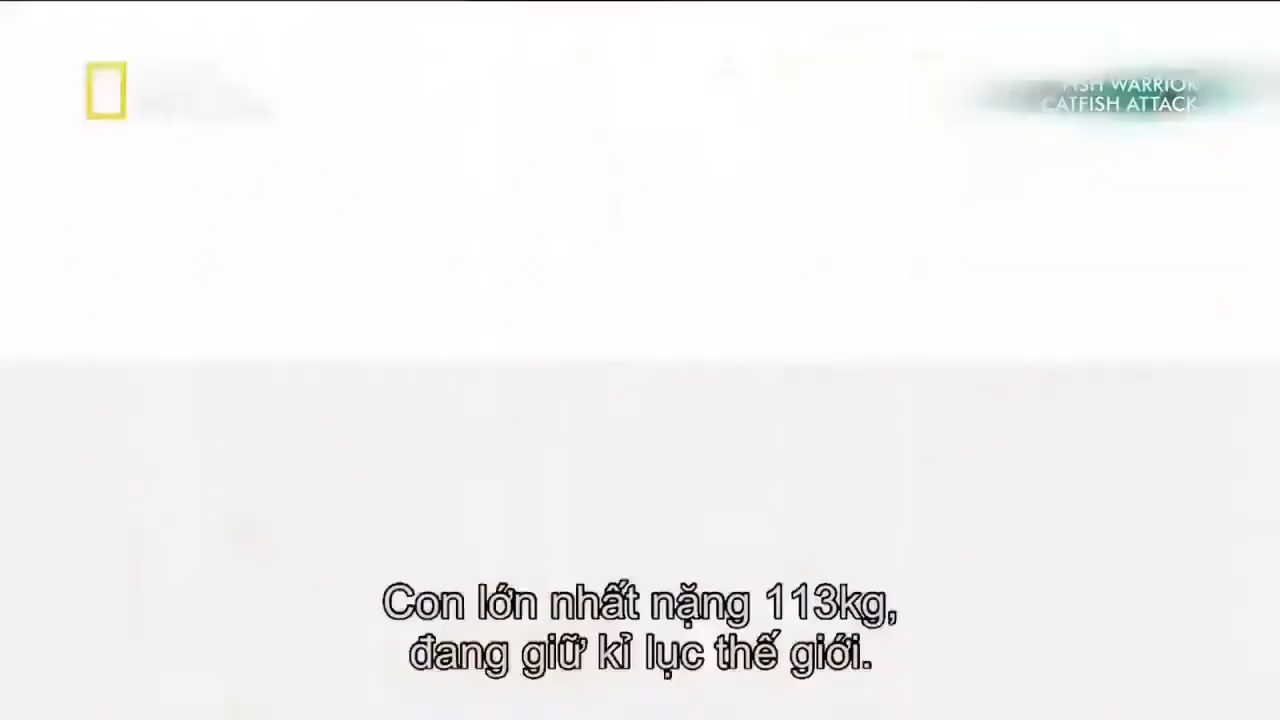 FISH WARRIOR
CATFISH ATTACK
Con lớn nhất nặng 113kg,
đang giữ kỉ lục thế giới.